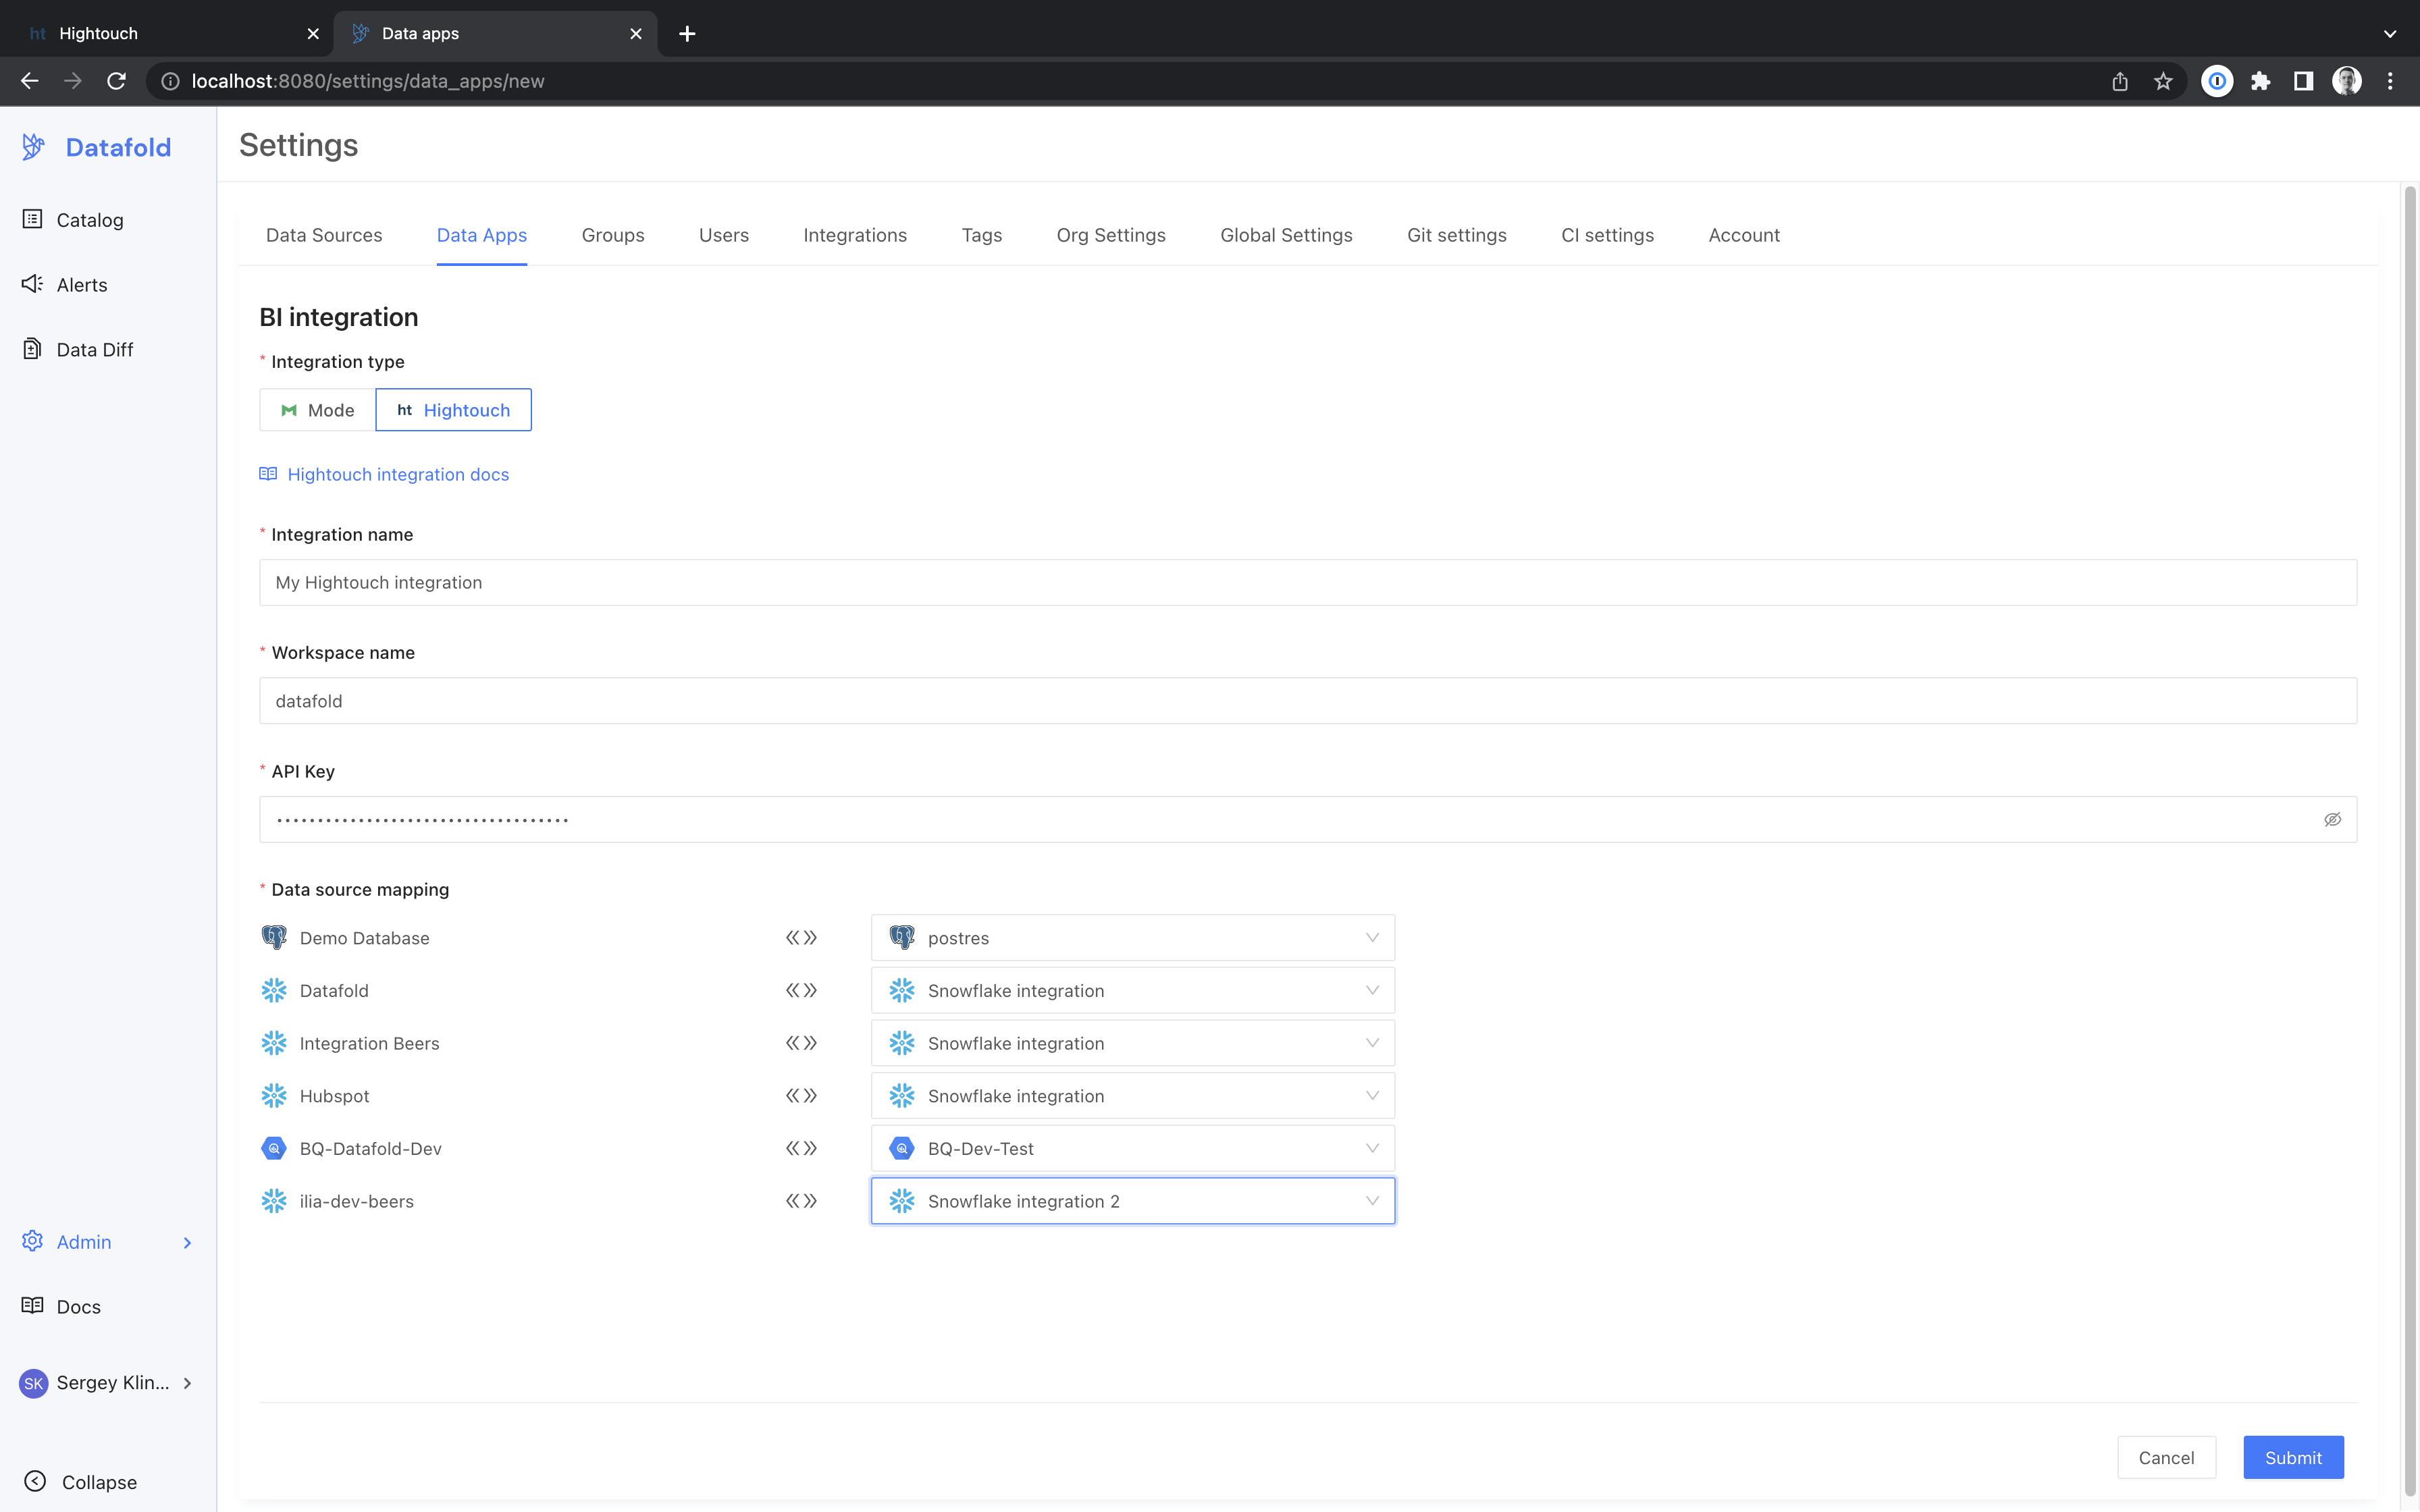 ht Hightouch
Data apps
localhost:8080/settings/data_apps/new
Datafold
Settings
Catalog
Alerts
Data Diff
Data Sources Data Apps Groups Users Integrations Tags Org Settings Global Settings Git settings CI settings Account
BI integration
* Integration type
Mode ht Hightouch
Hightouch integration docs
* Integration name
My Hightouch integration
* Workspace name
datafold
* API Key
••••••••••••••••••••••••••••••••••••
* Data source mapping
Demo Database postres
Datafold Snowflake integration
Integration Beers Snowflake integration
Hubspot Snowflake integration
BQ-Datafold-Dev BQ-Dev-Test
ilia-dev-beers Snowflake integration 2
Admin
Docs
SK Sergey Klin...
Collapse
Cancel Submit